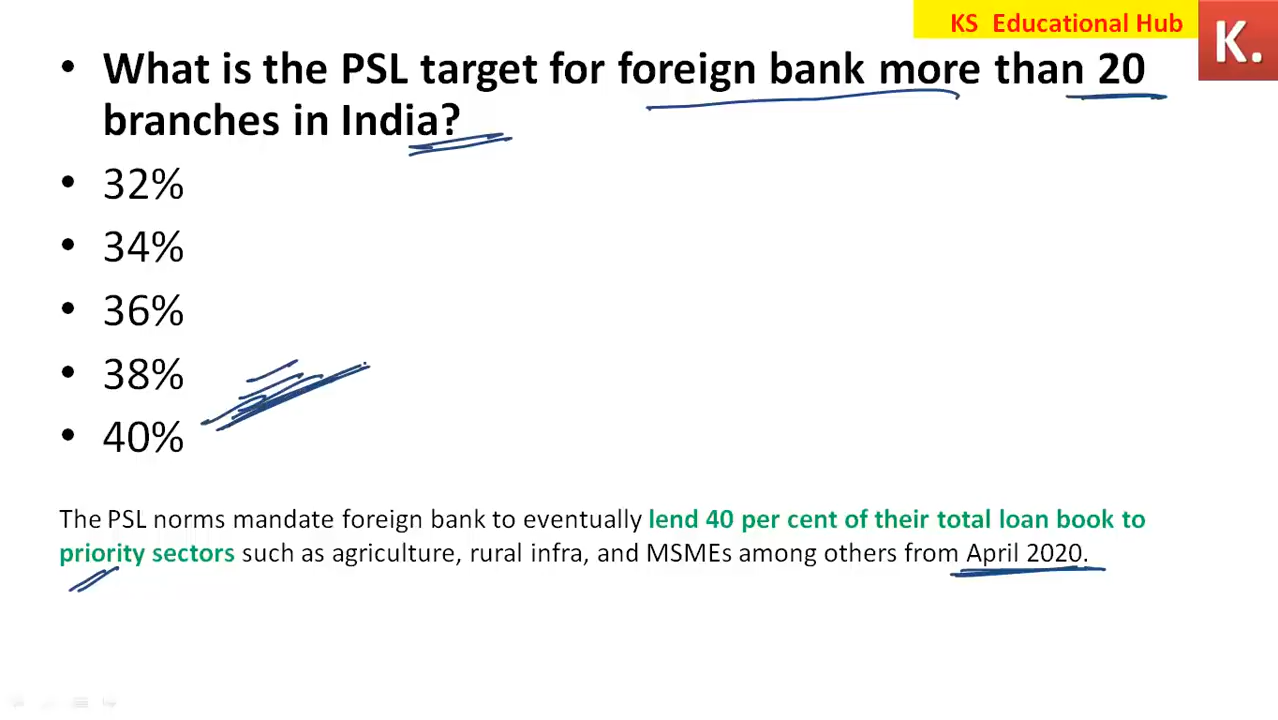 KS Educational Hub
K.
• What is the PSL target for foreign bank more than 20
branches in India?
• 32%
• 34%
• 36%
• 38%
• 40%
The PSL norms mandate foreign bank to eventually lend 40 per cent of their total loan book to
priority sectors such as agriculture, rural infra, and MSMEs among others from April 2020.